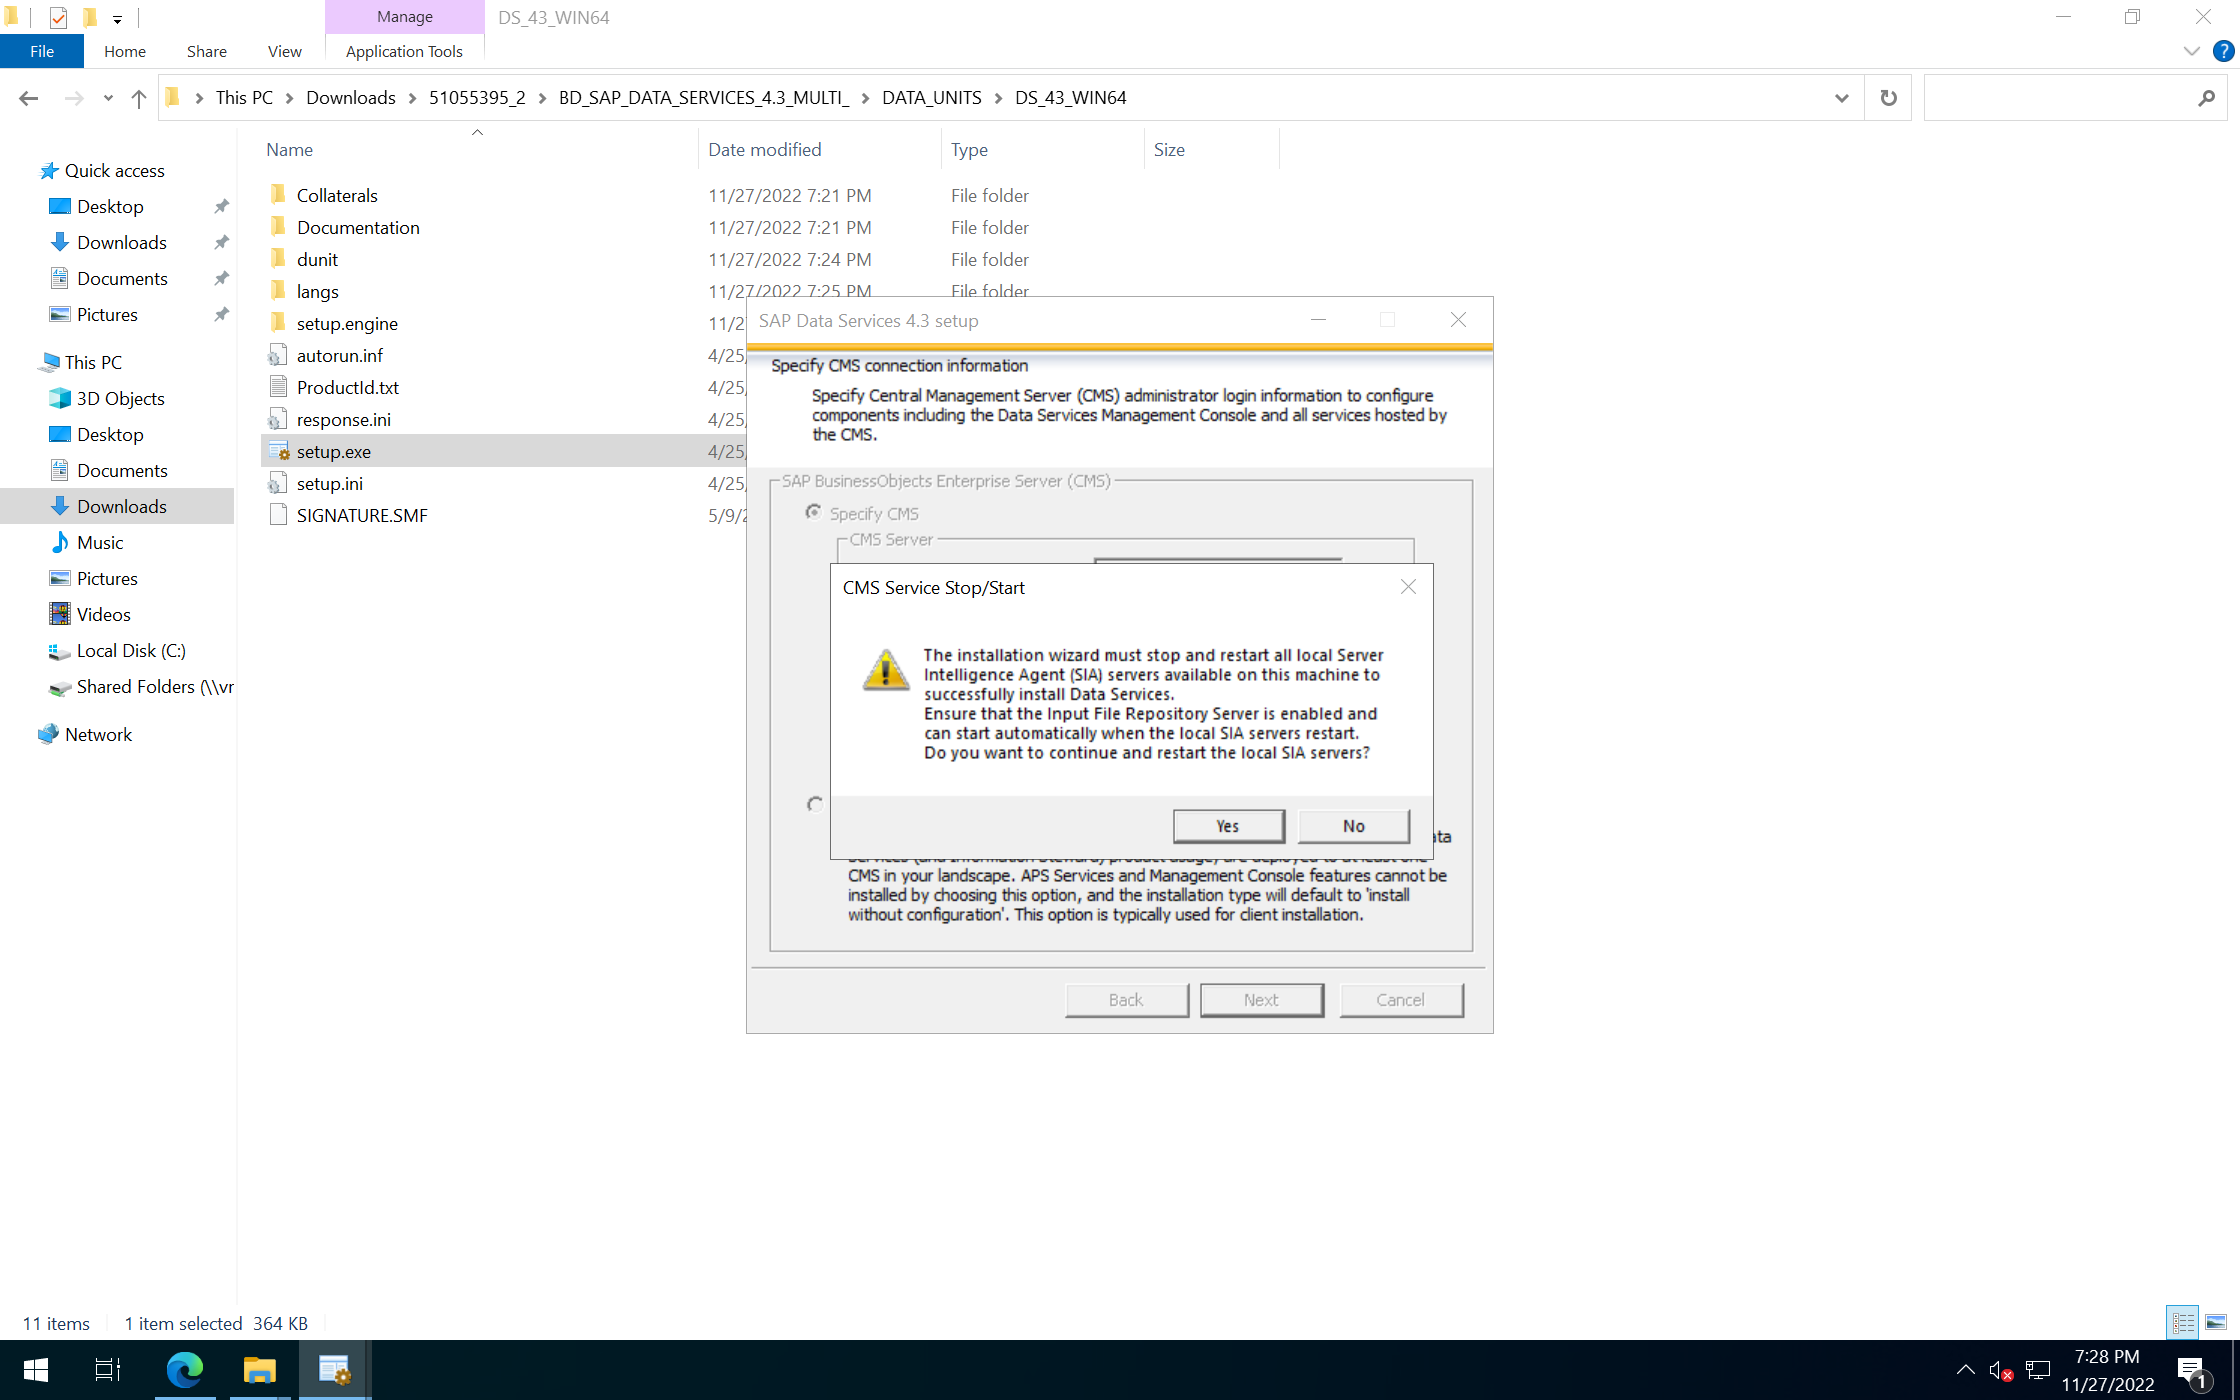 Manage
DS_43_WIN64
File
Home
Share
View
Application Tools
?
This PC
Downloads
51055395_2
BD_SAP_DATA_SERVICES_4.3_MULTI_
DATA_UNITS
DS_43_WIN64
Name
Date modified
Type
Size
Quick access
Desktop
Downloads
Documents
Pictures
This PC
3D Objects
Desktop
Documents
Downloads
Music
Pictures
Videos
Local Disk (C:)
Shared Folders (\\vr
Network
Collaterals 11/27/2022 7:21 PM File folder
Documentation 11/27/2022 7:21 PM File folder
dunit 11/27/2022 7:24 PM File folder
langs 11/27/2022 7:25 PM File folder
setup.engine 11/2
autorun.inf 4/25,
ProductId.txt 4/25,
response.ini 4/25,
setup.exe 4/25,
setup.ini 4/25,
SIGNATURE.SMF 5/9/2
SAP Data Services 4.3 setup
Specify CMS connection information
Specify Central Management Server (CMS) administrator login information to configure
components including the Data Services Management Console and all services hosted by
the CMS.
SAP BusinessObjects Enterprise Server (CMS)
Specify CMS
CMS Server
CMS Service Stop/Start
The installation wizard must stop and restart all local Server
Intelligence Agent (SIA) servers available on this machine to
successfully install Data Services.
Ensure that the Input File Repository Server is enabled and
can start automatically when the local SIA servers restart.
Do you want to continue and restart the local SIA servers?
Yes
No
ata
Services (and Information Steward) product usage) are deployed to at least one
CMS in your landscape. APS Services and Management Console features cannot be
installed by choosing this option, and the installation type will default to 'install
without configuration'. This option is typically used for client installation.
Back
Next
Cancel
11 items
1 item selected 364 KB
7:28 PM
11/27/2022
1